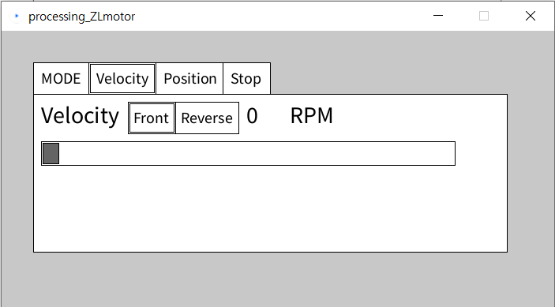 processing_ZLmotor
MODE Velocity Position Stop
Velocity Front Reverse 0 RPM